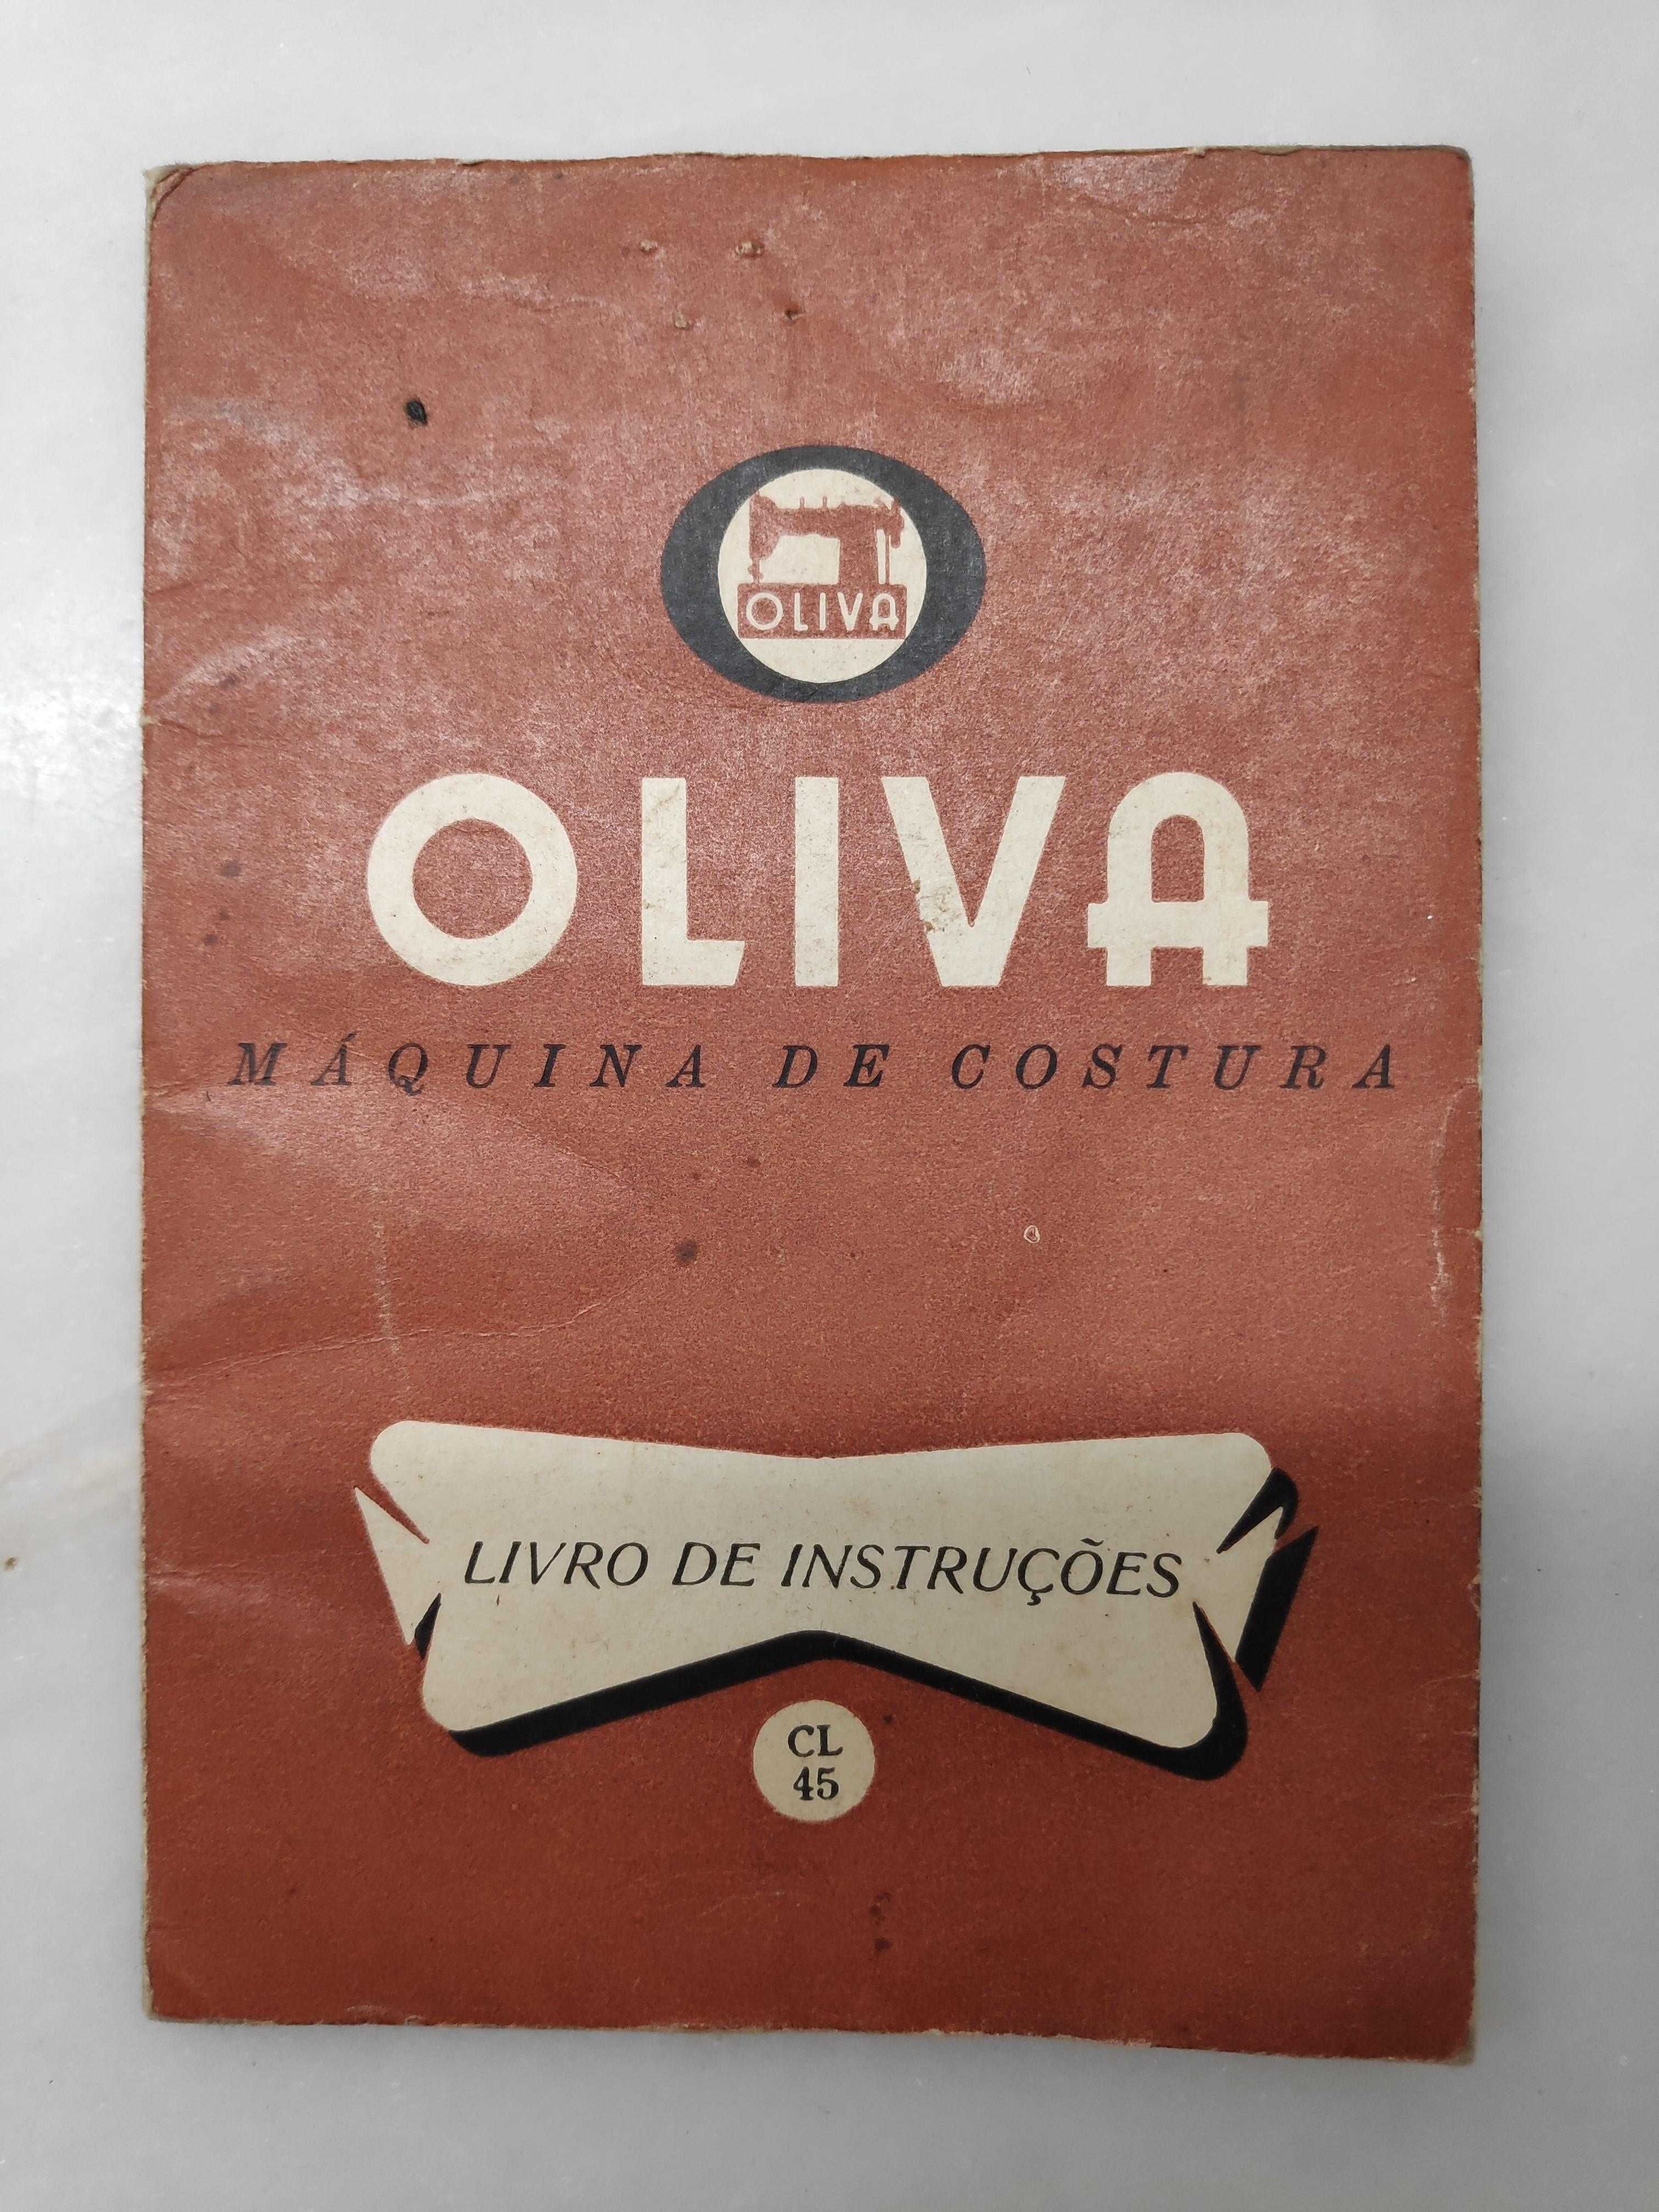 OLIVA
OLIVA
MÁQUINA DE COSTURA
LIVRO DE INSTRUÇÕES
CL
45